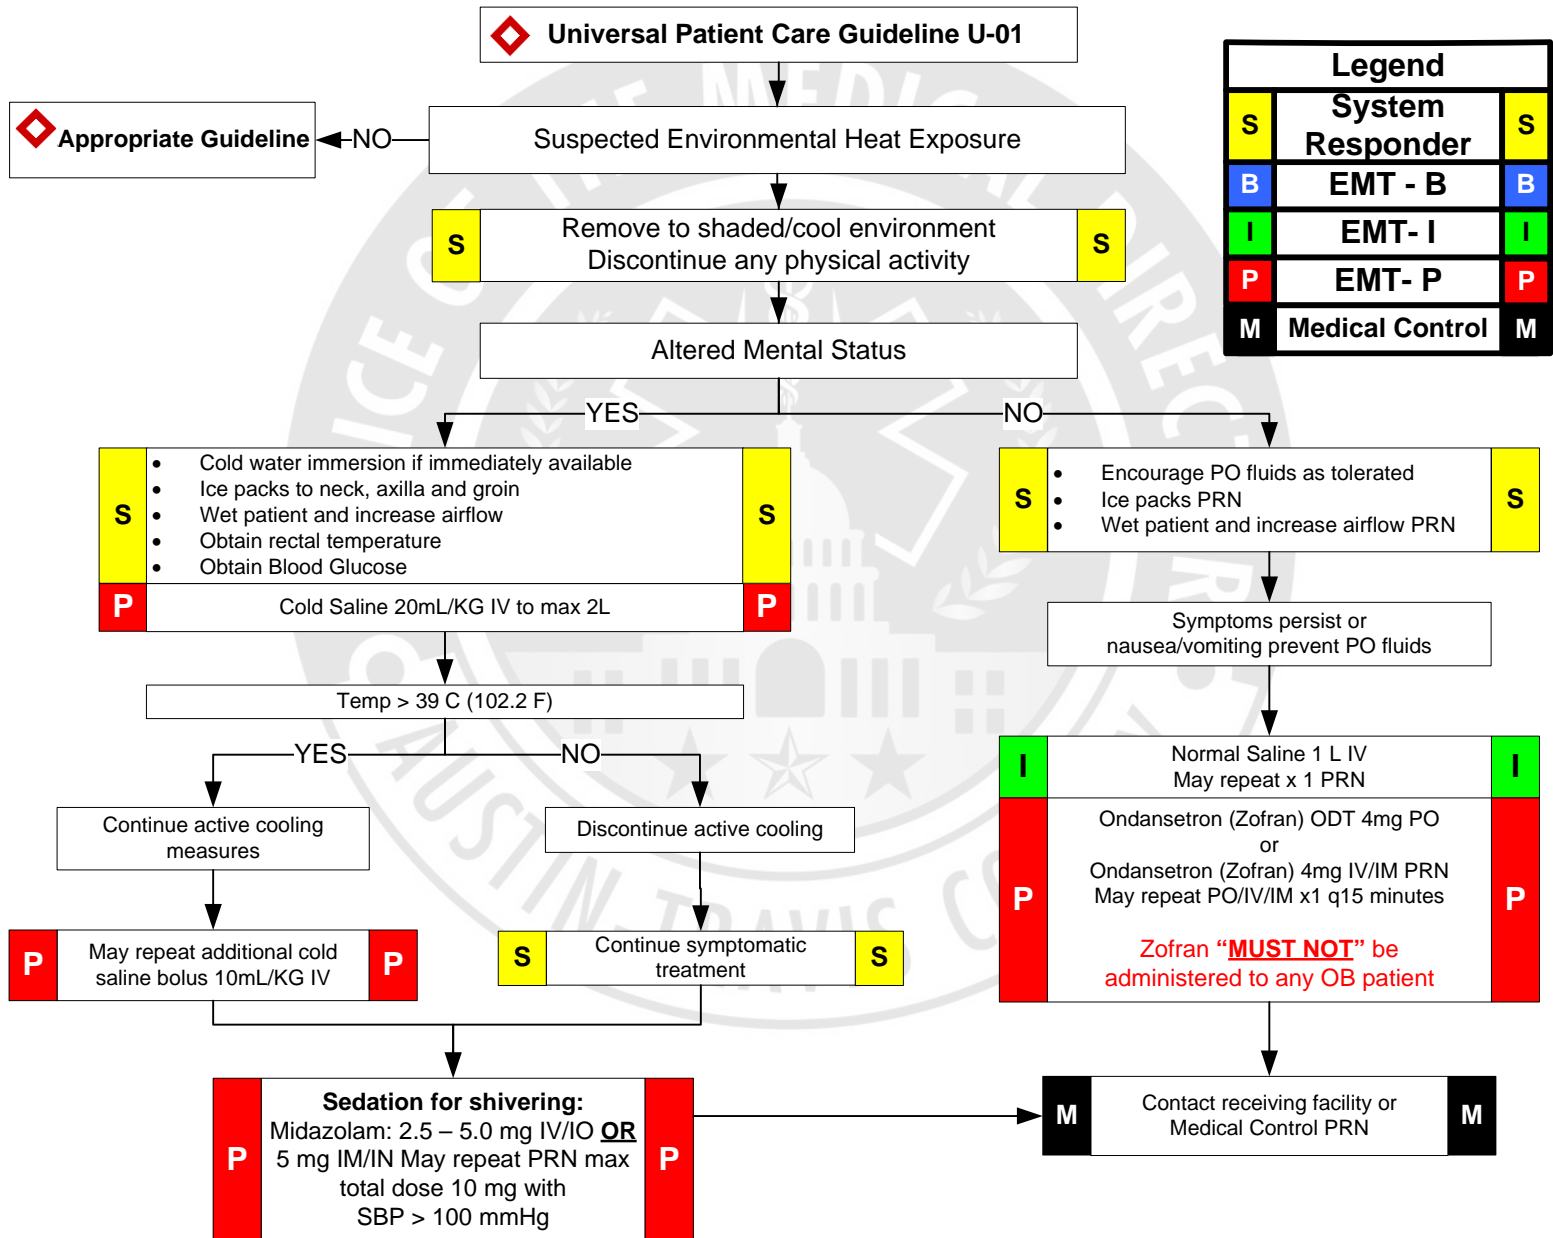 Universal Patient Care Guideline U-01
Legend
S System Responder S
B EMT - B B
I EMT- I I
P EMT- P P
M Medical Control M
Appropriate Guideline
NO
Suspected Environmental Heat Exposure
S
Remove to shaded/cool environment
Discontinue any physical activity
S
Altered Mental Status
YES
NO
S
• Cold water immersion if immediately available
• Ice packs to neck, axilla and groin
• Wet patient and increase airflow
• Obtain rectal temperature
• Obtain Blood Glucose
S
P
Cold Saline 20mL/KG IV to max 2L
P
S
• Encourage PO fluids as tolerated
• Ice packs PRN
• Wet patient and increase airflow PRN
S
Symptoms persist or
nausea/vomiting prevent PO fluids
Temp > 39 C (102.2 F)
YES
NO
Continue active cooling
measures
Discontinue active cooling
I
Normal Saline 1 L IV
May repeat x 1 PRN
I
P
Ondansetron (Zofran) ODT 4mg PO
or
Ondansetron (Zofran) 4mg IV/IM PRN
May repeat PO/IV/IM x1 q15 minutes
Zofran “MUST NOT” be
administered to any OB patient
P
P
May repeat additional cold
saline bolus 10mL/KG IV
P
S
Continue symptomatic
treatment
S
P
Sedation for shivering:
Midazolam: 2.5 – 5.0 mg IV/IO OR
5 mg IM/IN May repeat PRN max
total dose 10 mg with
SBP > 100 mmHg
P
M
Contact receiving facility or
Medical Control PRN
M